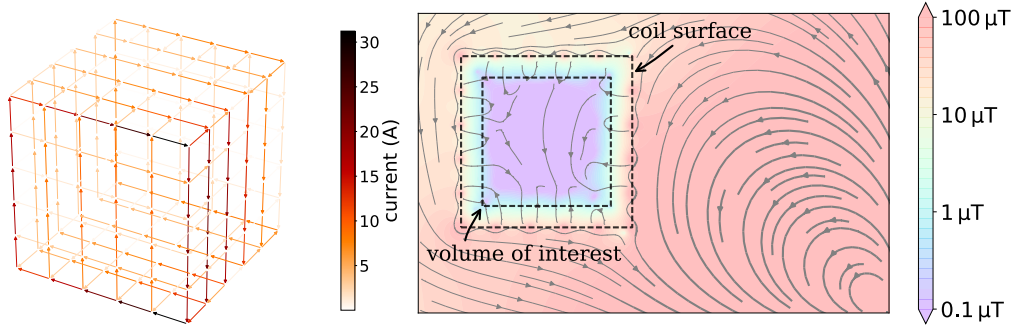 30
25
20
15
10
5
current (A)
coil surface
volume of interest
100 μT
10 μT
1 μT
0.1 μT